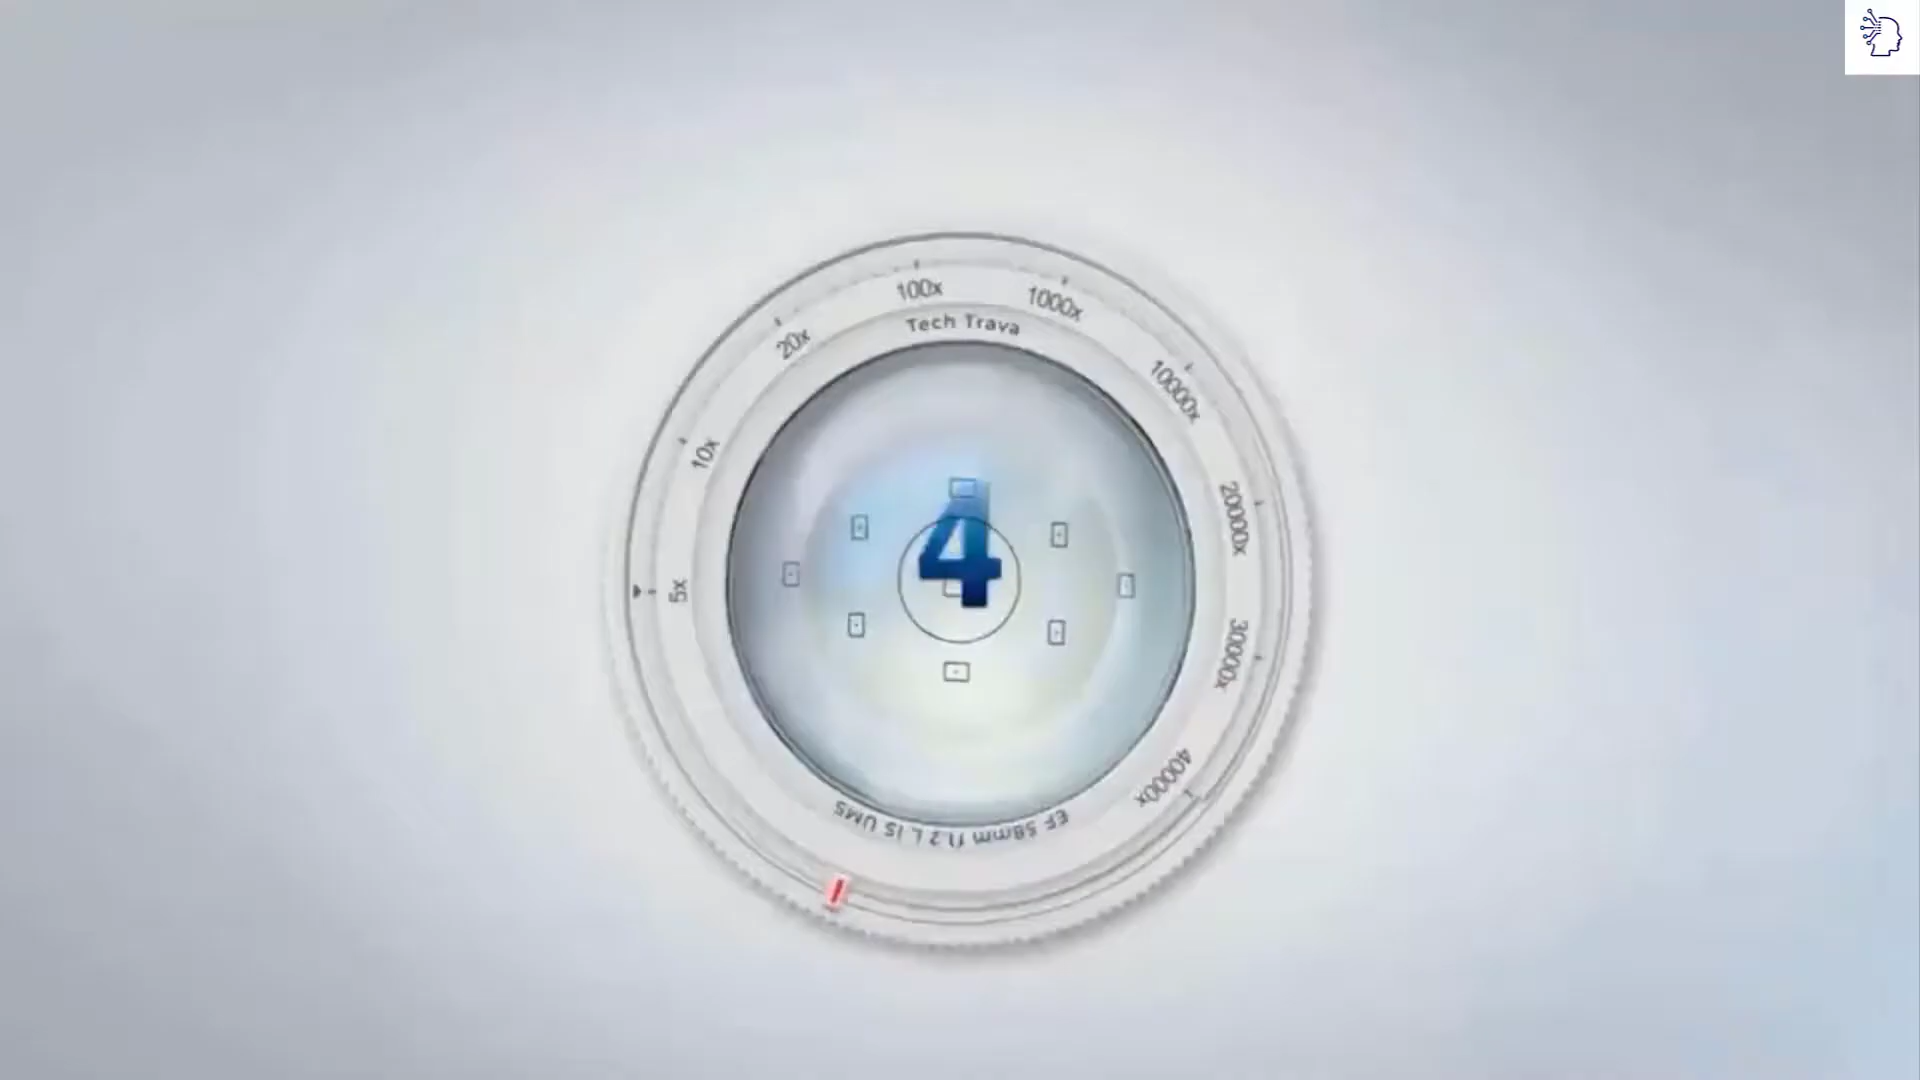 100x
1000x
20x
Tech Trava
10000x
10x
4
20000x
5x
30000x
40000x
EF 58mm f1.2 L IS UMS